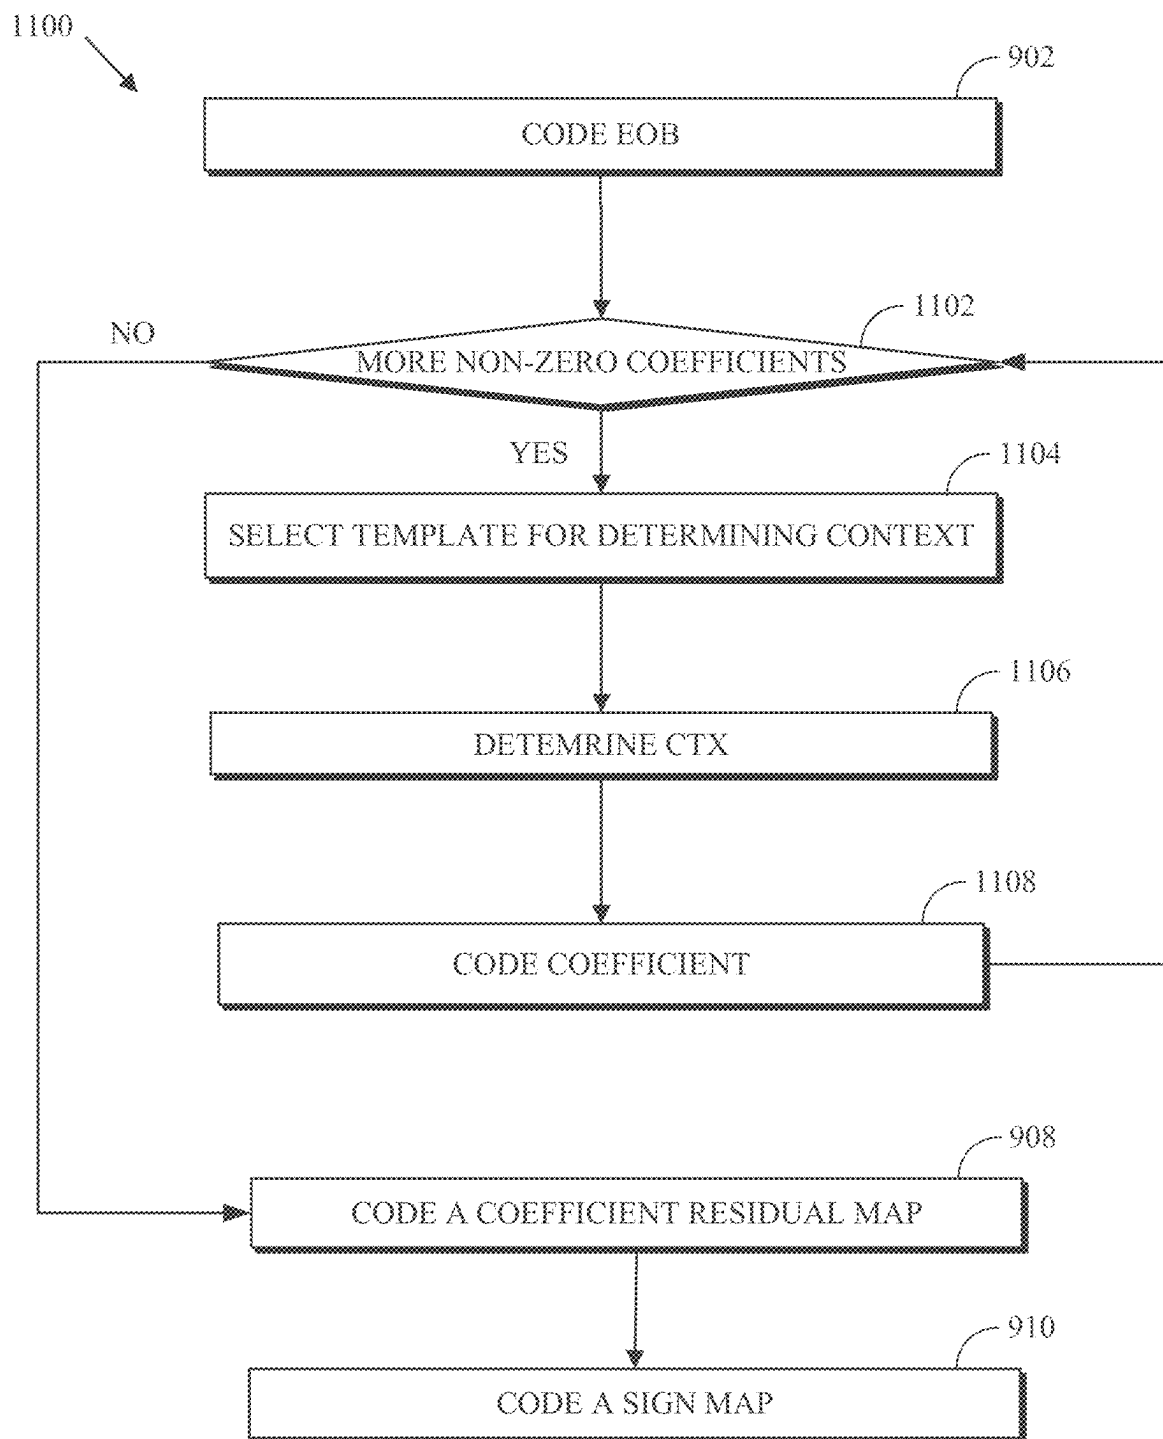 1100
902
CODE EOB
1102
NO
MORE NON-ZERO COEFFICIENTS
YES
1104
SELECT TEMPLATE FOR DETERMINING CONTEXT
1106
DETEMRINE CTX
1108
CODE COEFFICIENT
908
CODE A COEFFICIENT RESIDUAL MAP
910
CODE A SIGN MAP